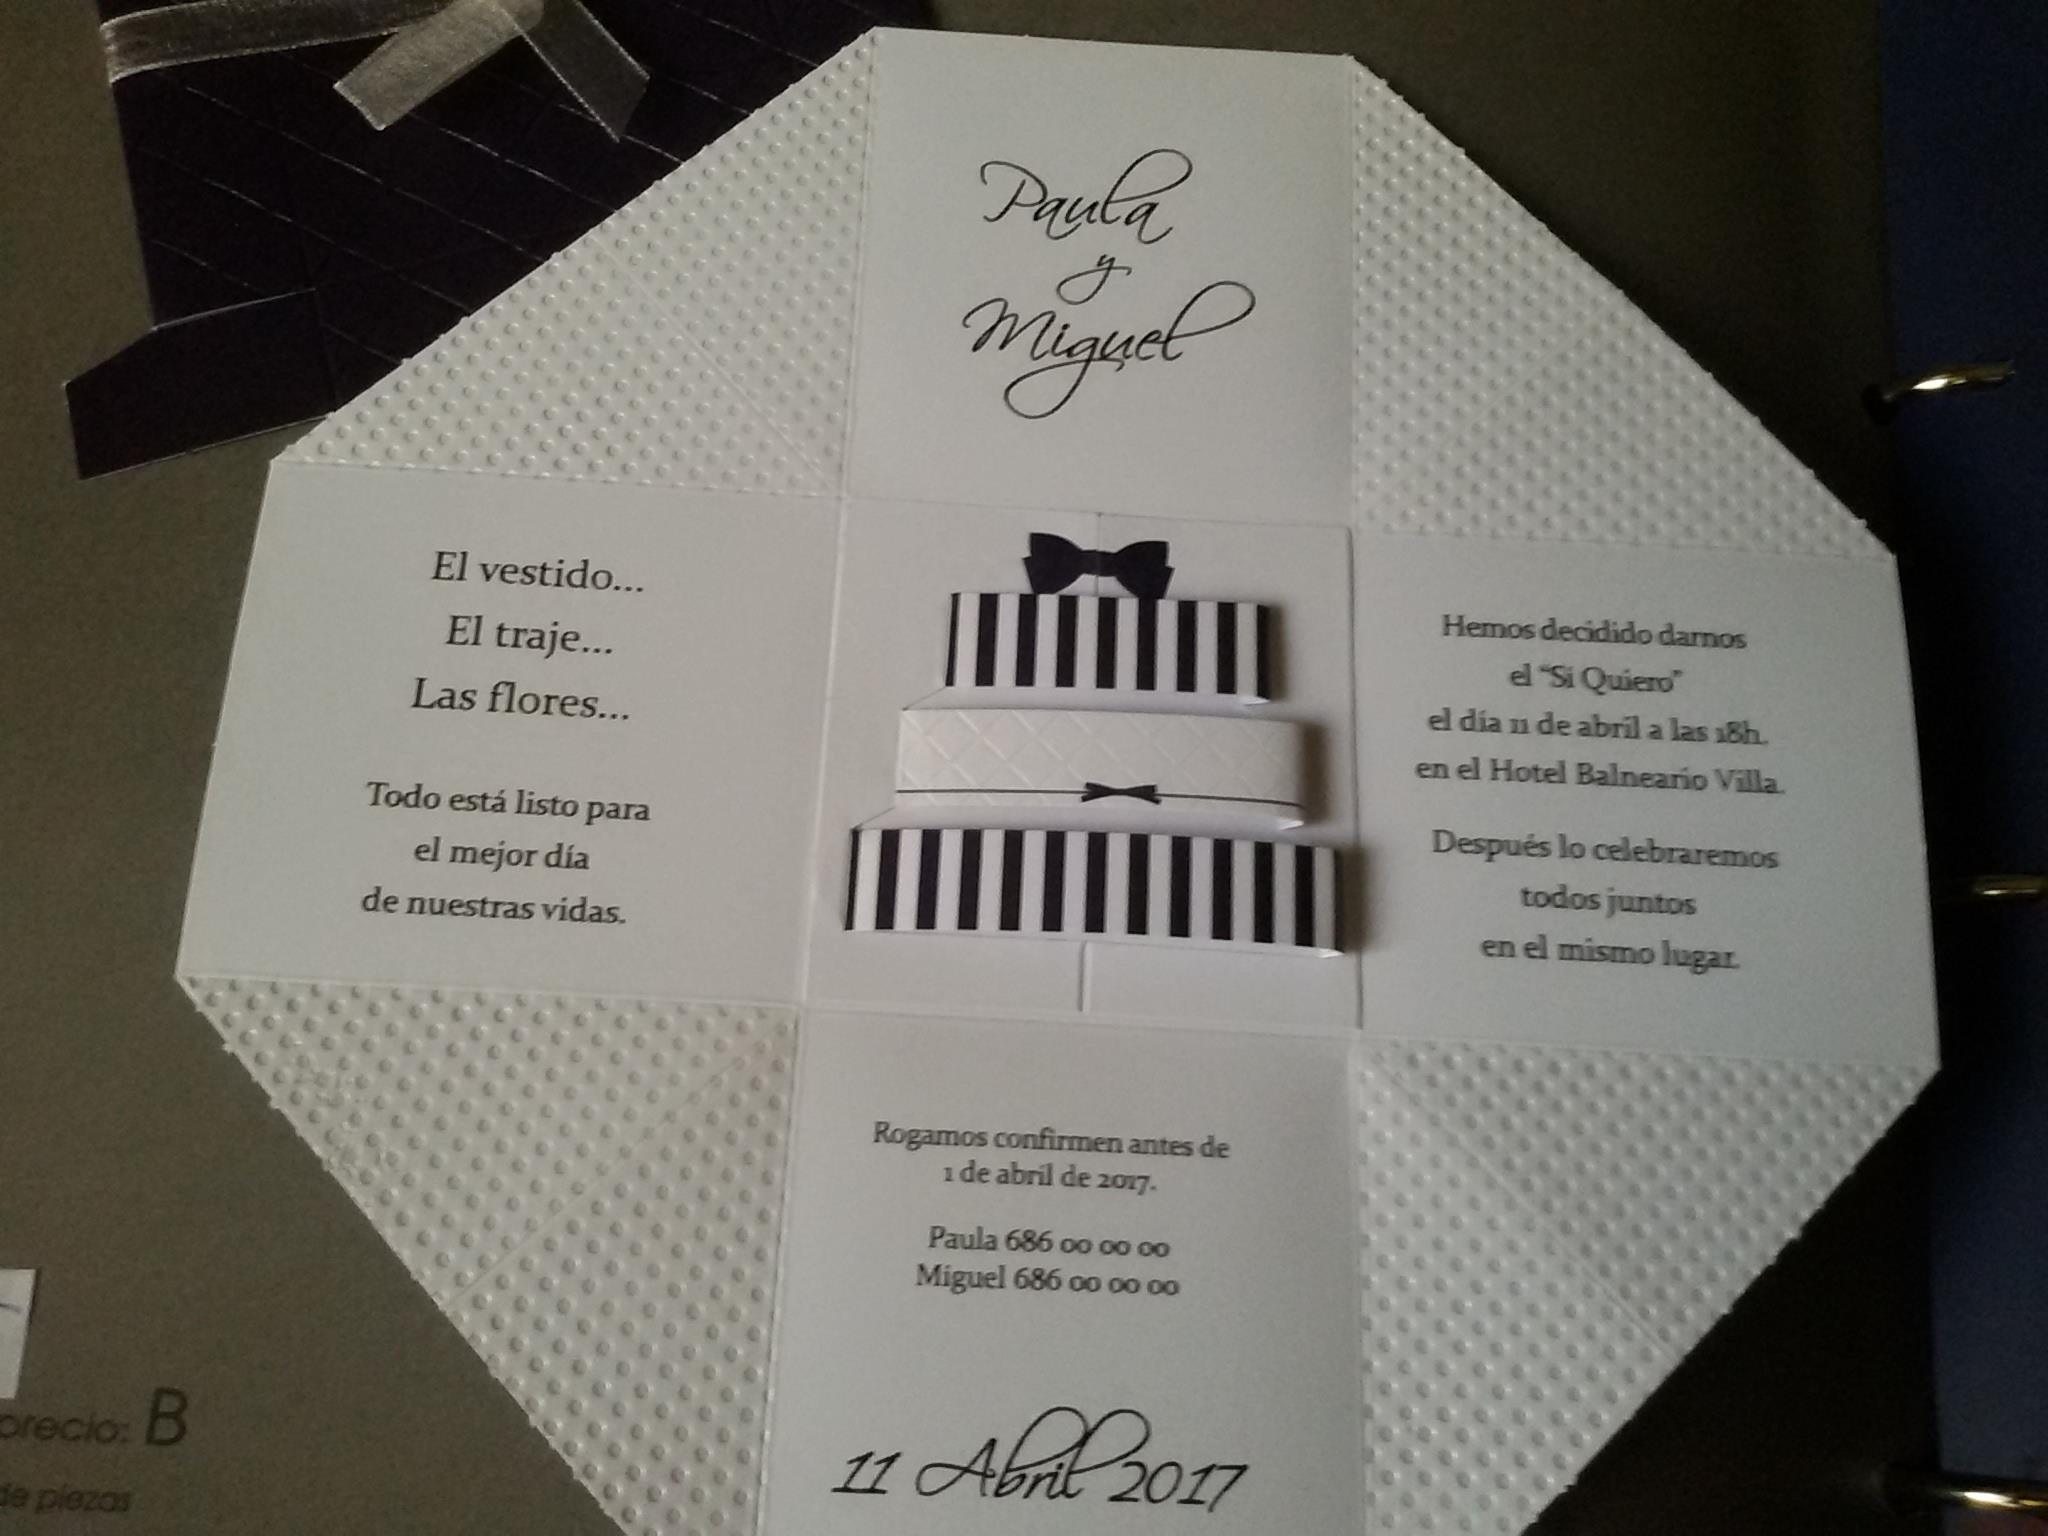 Paula
y
Miguel
El vestido...
El traje...
Las flores...
Todo está listo para
el mejor día
de nuestras vidas.
Hemos decidido darnos
el “Si Quiero”
el día 11 de abril a las 18h.
en el Hotel Balneario Villa.
Después lo celebraremos
todos juntos
en el mismo lugar.
Rogamos confirmen antes de
1 de abril de 2017.
Paula 686 00 00 00
Miguel 686 00 00 00
11 Abril 2017
precio: B
de piezas